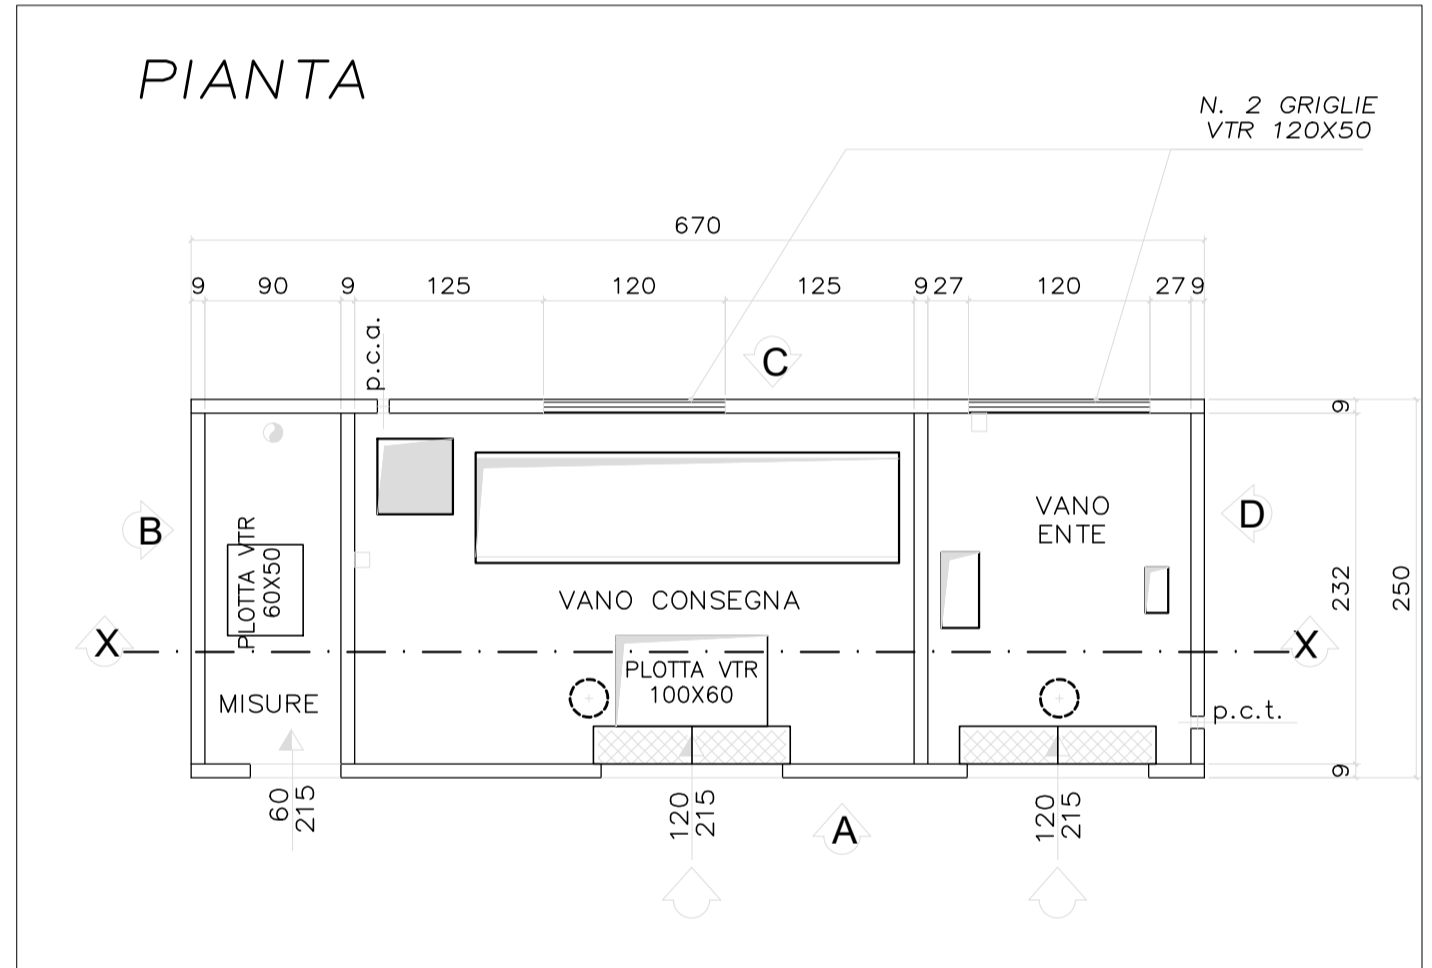 PIANTA
N. 2 GRIGLIE
VTR 120X50
670
9 90 9 125 120 125 9 27 120 27 9
p.c.a.
C
9
B
D
VANO
ENTE
PLOTTA VTR
60X50
232
250
VANO CONSEGNA
X
X
PLOTTA VTR
100X60
MISURE
p.c.t.
9
60
215
120
215
120
215
A